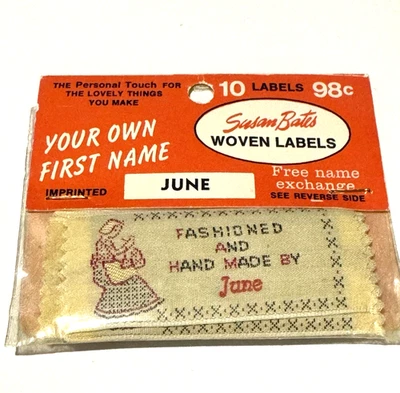 THE Personal Touch FOR
THE LOVELY THINGS
YOU MAKE
10 LABELS 98c
Susan Bates
WOVEN LABELS
YOUR OWN
FIRST NAME
IMPRINTED
JUNE
Free name
exchange
SEE REVERSE SIDE
FASHIONED
AND
HAND MADE BY
June